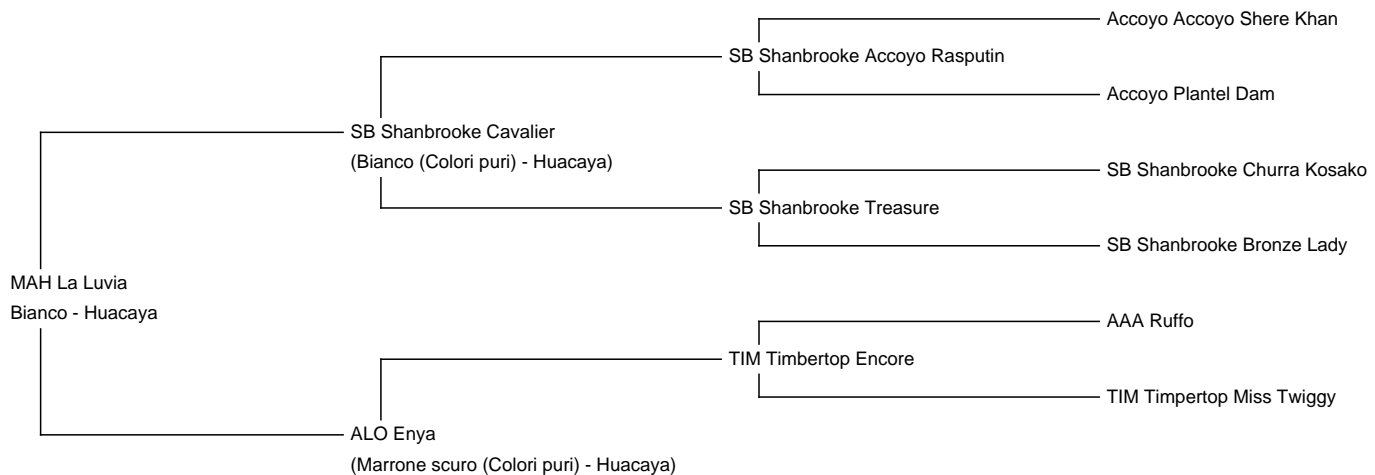 Accoyo Accoyo Shere Khan
SB Shanbrooke Accoyo Rasputin
Accoyo Plantel Dam
SB Shanbrooke Cavalier
(Bianco (Colori puri) - Huacaya)
SB Shanbrooke Churra Kosako
SB Shanbrooke Treasure
SB Shanbrooke Bronze Lady
MAH La Luvia
Bianco - Huacaya
AAA Ruffo
TIM Timbertop Encore
TIM Timpertop Miss Twiggy
ALO Enya
(Marrone scuro (Colori puri) - Huacaya)